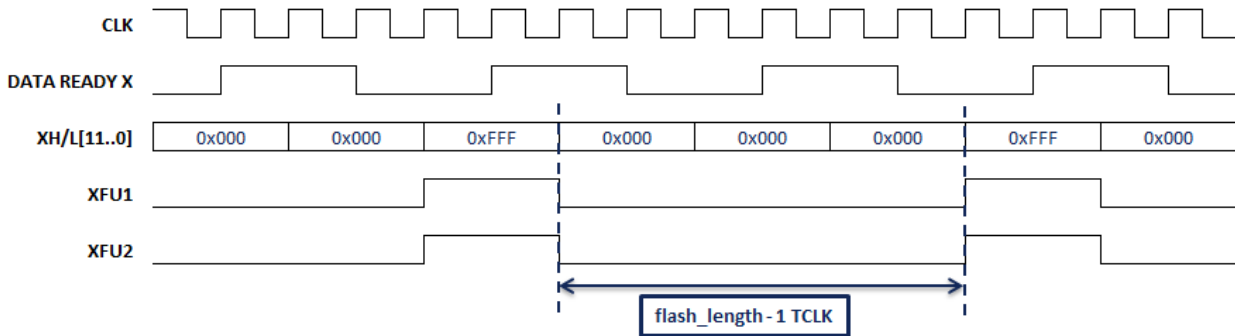 CLK
DATA READY X
XH/L[11..0] 0x000 0x000 0xFFF 0x000 0x000 0x000 0xFFF 0x000
XFU1
XFU2
flash_length - 1 TCLK